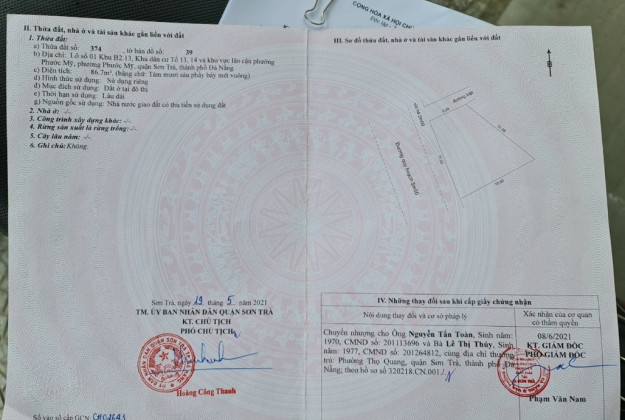 CỘNG HÒA XÃ HỘI CHỦ
II. Thửa đất, nhà ở và tài sản khác gắn liền với đất
1. Thửa đất:
a) Thửa đất số: 374, tờ bản đồ số: 39
b) Địa chỉ: Lô số 01 Khu B2.13, Khu dân cư Tổ 13, 14 và khu vực lân cận phường
Phước Mỹ, phường Phước Mỹ, quận Sơn Trà, thành phố Đà Nẵng
c) Diện tích: 86.7m², (bằng chữ: Tám mươi sáu phẩy bảy mét vuông)
d) Hình thức sử dụng: Sử dụng riêng
đ) Mục đích sử dụng: Đất ở tại đô thị
e) Thời hạn sử dụng: Lâu dài
g) Nguồn gốc sử dụng: Nhà nước giao đất có thu tiền sử dụng đất
2. Nhà ở: -/-
3. Công trình xây dựng khác: -/-
4. Rừng sản xuất là rừng trồng: -/-
5. Cây lâu năm: -/-
6. Ghi chú: Không.
Sơn Trà, ngày 19 tháng 5 năm 2021
TM. ỦY BAN NHÂN DÂN QUẬN SƠN TRÀ
KT. CHỦ TỊCH
PHÓ CHỦ TỊCH
Hoàng Công Thanh
Số vào sổ cấp GCN:
III. Sơ đồ thửa đất, nhà ở và tài sản khác gắn liền với đất
Đường quy hoạch
IV. Những thay đổi sau khi cấp giấy chứng nhận
Nội dung thay đổi và cơ sở pháp lý
Xác nhận của cơ quan
có thẩm quyền
Chuyển nhượng cho Ông Nguyễn Tấn Toàn, Sinh năm:
1970, CMND số: 201113696 và Bà Lê Thị Thúy, Sinh
năm: 1977, CMND số: 201264812, cùng địa chỉ thường
trú: Phường Thọ Quang, quận Sơn Trà, thành phố Đà
Nẵng; theo hồ sơ số 320218.CN.001
08/6/2021
KT. GIÁM ĐỐC
PHÓ GIÁM ĐỐC
Phạm Văn Nam